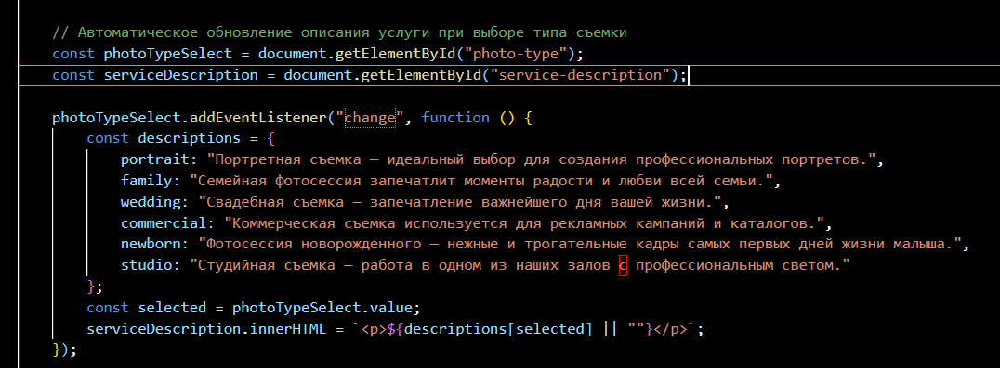 // Автоматическое обновление описания услуги при выборе типа съемки
const photoTypeSelect = document.getElementById("photo-type");
const serviceDescription = document.getElementById("service-description");
photoTypeSelect.addEventListener("change", function () {
const descriptions = {
portrait: "Портретная съемка — идеальный выбор для создания профессиональных портретов.",
family: "Семейная фотосессия запечатлит моменты радости и любви всей семьи.",
wedding: "Свадебная съемка — запечатление важнейшего дня вашей жизни.",
commercial: "Коммерческая съемка используется для рекламных кампаний и каталогов.",
newborn: "Фотосессия новорожденного — нежные и трогательные кадры самых первых дней жизни малыша.",
studio: "Студийная съемка — работа в одном из наших залов с профессиональным светом."
};
const selected = photoTypeSelect.value;
serviceDescription.innerHTML = `<p>${descriptions[selected] || ""}</p>`;
});